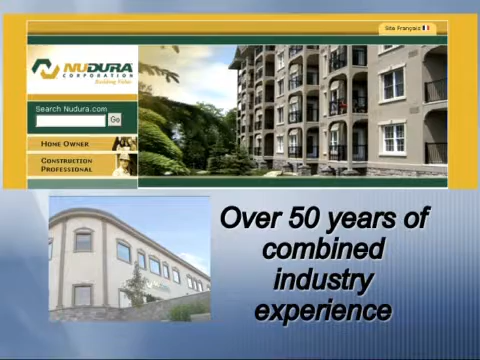 Site Français
NUDURA
CORPORATION
Building Value
Search Nudura.com
Go
HOME OWNER
CONSTRUCTION
PROFESSIONAL
Over 50 years of
combined
industry
experience